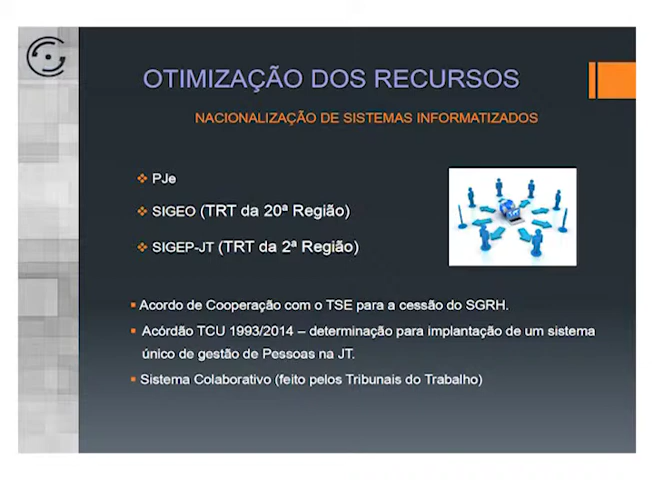 OTIMIZAÇÃO DOS RECURSOS
NACIONALIZAÇÃO DE SISTEMAS INFORMATIZADOS
PJe
SIGEO (TRT da 20ª Região)
SIGEP-JT (TRT da 2ª Região)
Acordo de Cooperação com o TSE para a cessão do SGRH.
Acórdão TCU 1993/2014 – determinação para implantação de um sistema
único de gestão de Pessoas na JT.
Sistema Colaborativo (feito pelos Tribunais do Trabalho)